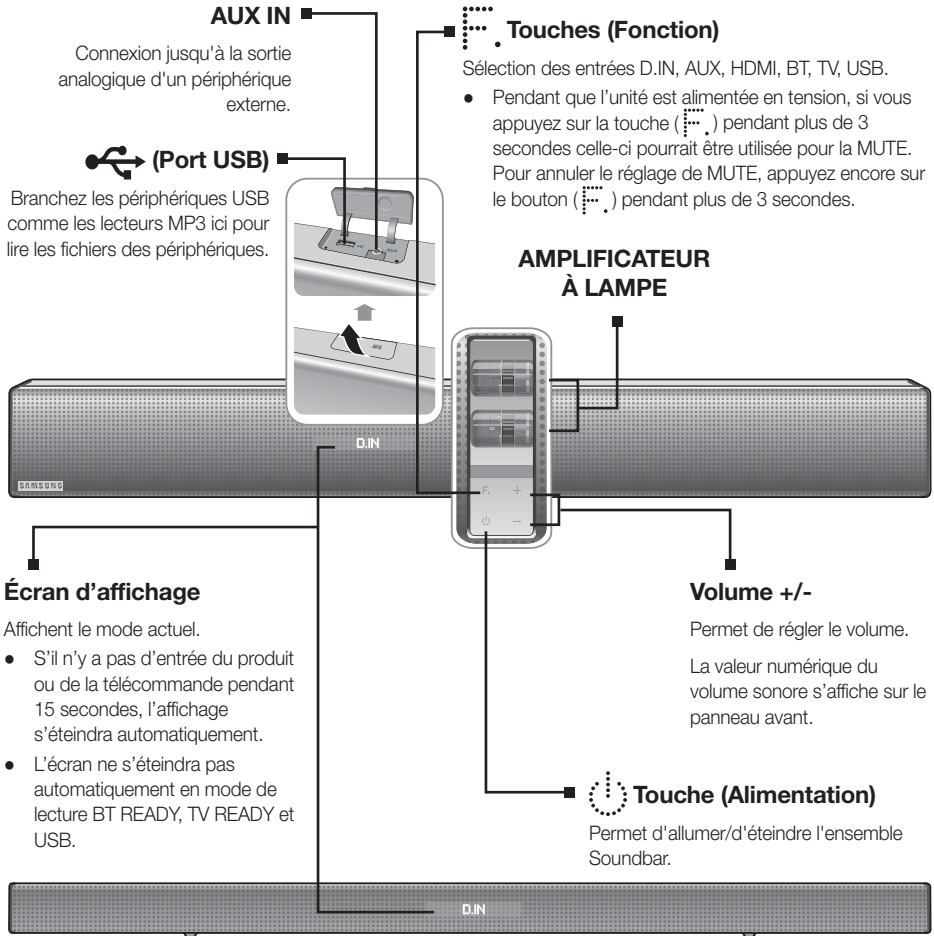 AUX IN
Connexion jusqu'à la sortie
analogique d'un périphérique
externe.
(Port USB)
Branchez les périphériques USB
comme les lecteurs MP3 ici pour
lire les fichiers des périphériques.
F. Touches (Fonction)
Sélection des entrées D.IN, AUX, HDMI, BT, TV, USB.
● Pendant que l’unité est alimentée en tension, si vous
appuyez sur la touche ( F. ) pendant plus de 3
secondes celle-ci pourrait être utilisée pour la MUTE.
Pour annuler le réglage de MUTE, appuyez encore sur
le bouton ( F. ) pendant plus de 3 secondes.
AMPLIFICATEUR
À LAMPE
D.IN
SAMSUNG
F. +
−
Écran d’affichage
Affichent le mode actuel.
● S’il n’y a pas d’entrée du produit
ou de la télécommande pendant
15 secondes, l’affichage
s’éteindra automatiquement.
● L’écran ne s’éteindra pas
automatiquement en mode de
lecture BT READY, TV READY et
USB.
Volume +/-
Permet de régler le volume.
La valeur numérique du
volume sonore s’affiche sur le
panneau avant.
Touche (Alimentation)
Permet d'allumer/d'éteindre l'ensemble
Soundbar.
D.IN